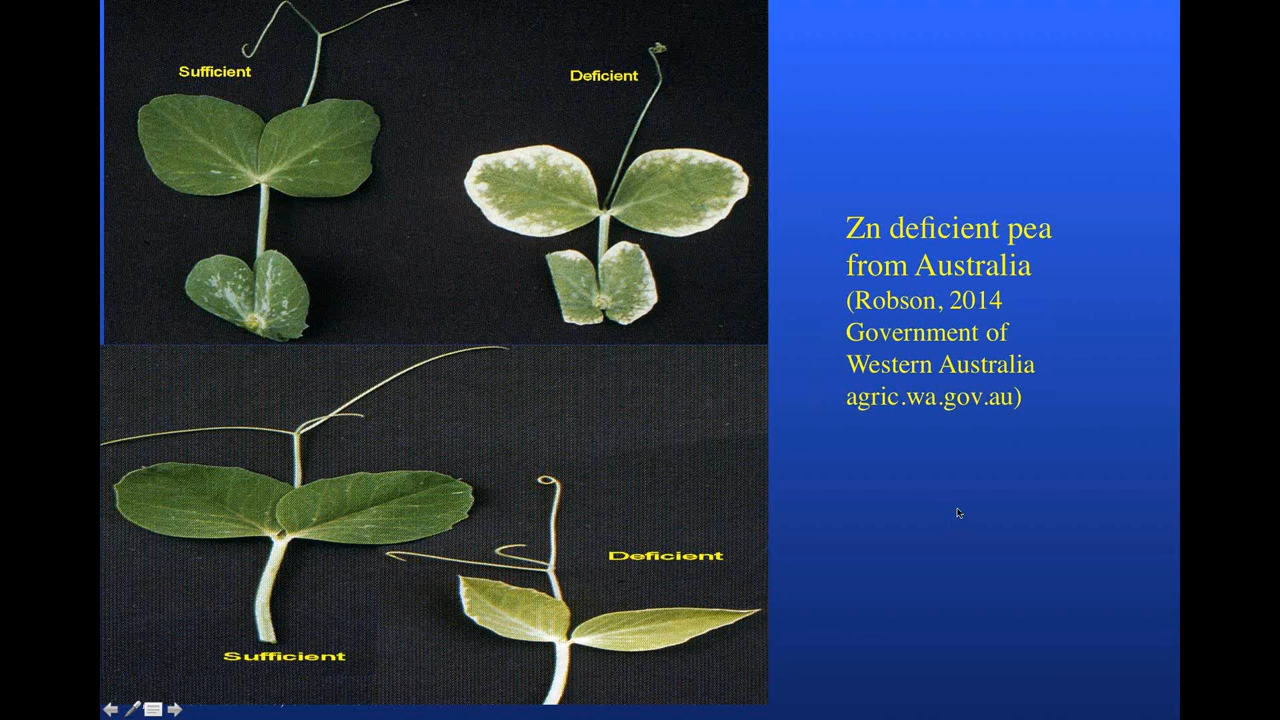 Sufficient
Deficient
Zn deficient pea
from Australia
(Robson, 2014
Government of
Western Australia
agric.wa.gov.au)
Deficient
Sufficient